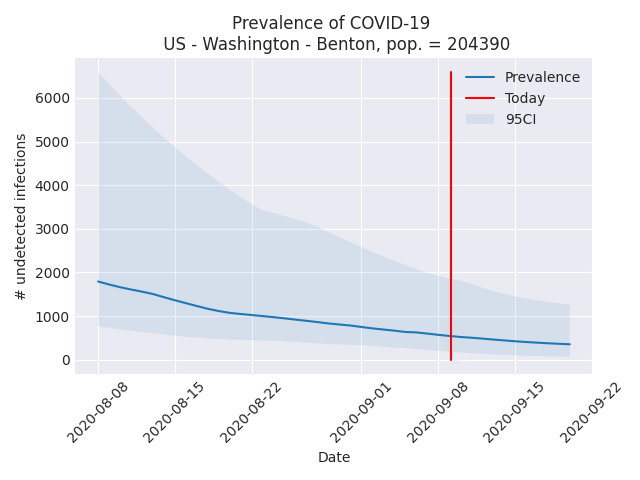 Prevalence of COVID-19
US - Washington - Benton, pop. = 204390
Prevalence
Today
95CI
# undetected infections
6000
5000
4000
3000
2000
1000
0
2020-08-08
2020-08-15
2020-08-22
2020-09-01
2020-09-08
2020-09-15
2020-09-22
Date